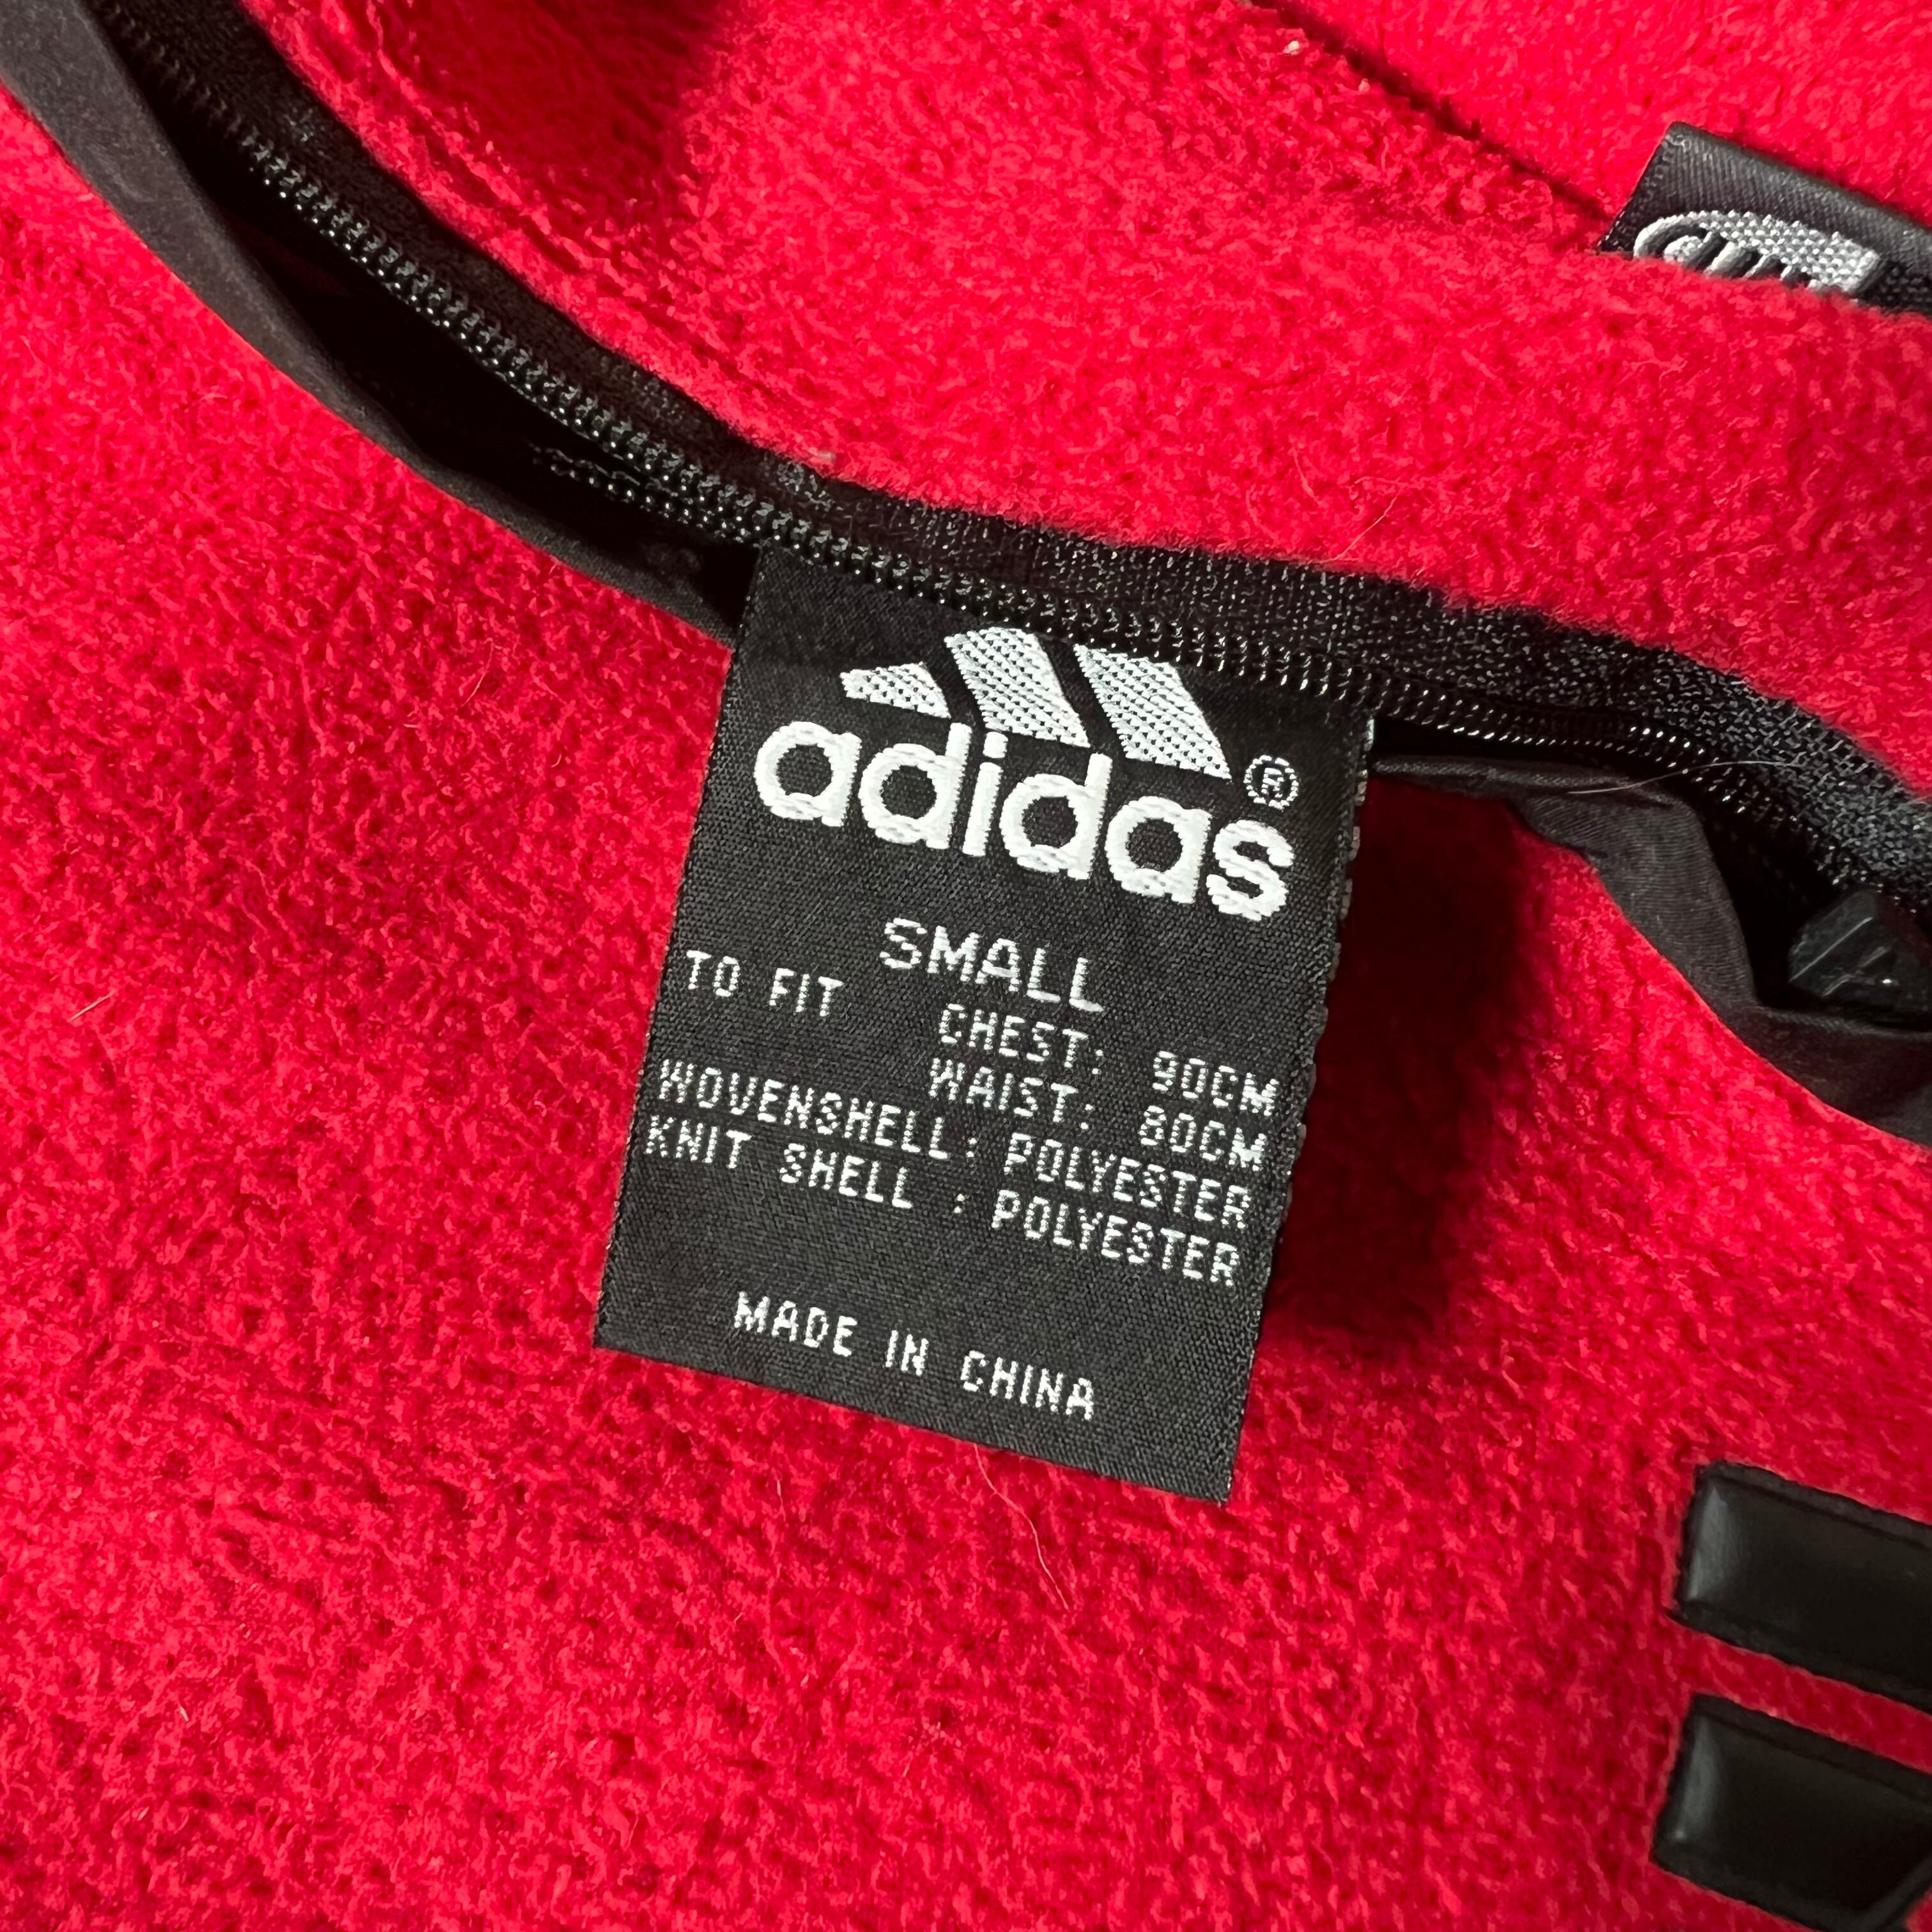 adidas®
SMALL
TO FIT CHEST: 90CM
WAIST: 80CM
WOVENSHELL: POLYESTER
KNIT SHELL : POLYESTER
MADE IN CHINA